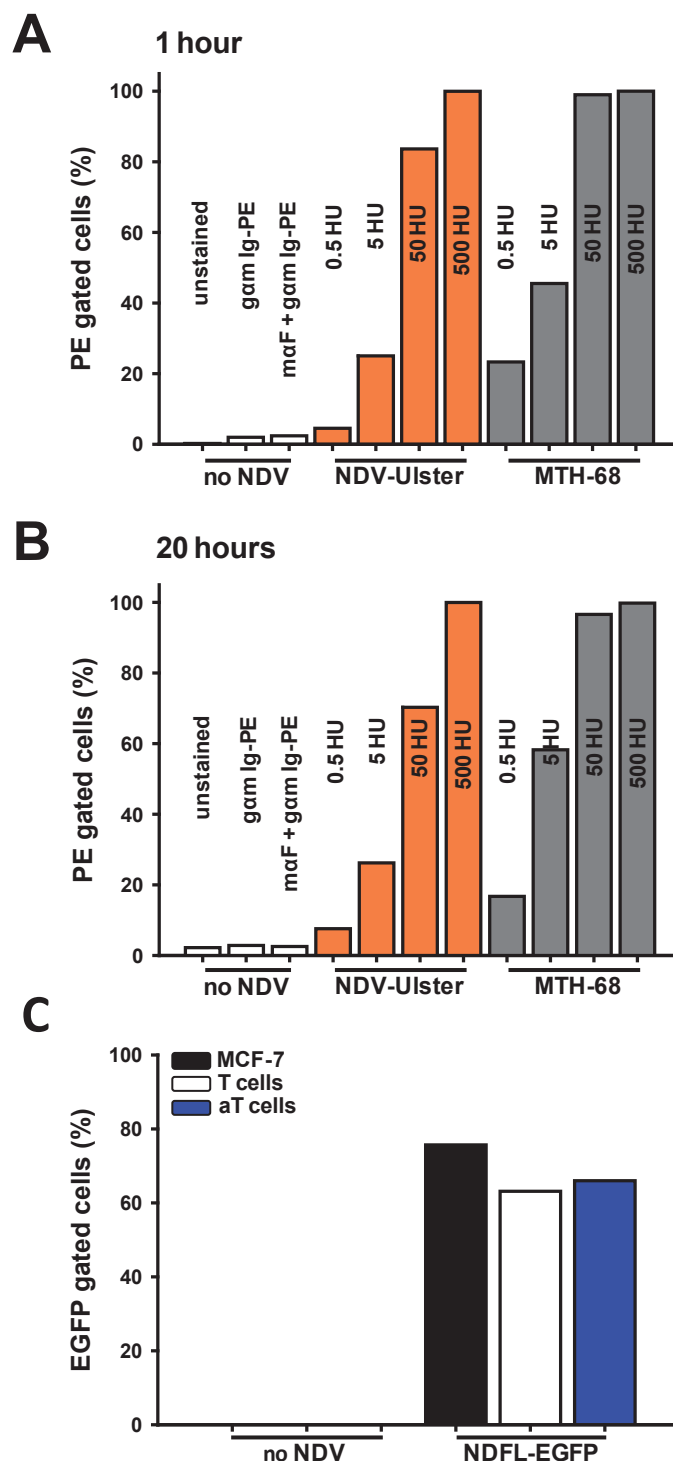 A
1 hour
PE gated cells (%)
100
80
60
40
20
0
unstained
gαm Ig-PE
mαF + gαm Ig-PE
0.5 HU
5 HU
50 HU
500 HU
0.5 HU
5 HU
50 HU
500 HU
no NDV
NDV-Ulster
MTH-68
B
20 hours
PE gated cells (%)
100
80
60
40
20
0
unstained
gαm Ig-PE
mαF + gαm Ig-PE
0.5 HU
5 HU
50 HU
500 HU
0.5 HU
5 HU
50 HU
500 HU
no NDV
NDV-Ulster
MTH-68
C
EGFP gated cells (%)
100
80
60
40
20
0
MCF-7
T cells
aT cells
no NDV
NDFL-EGFP